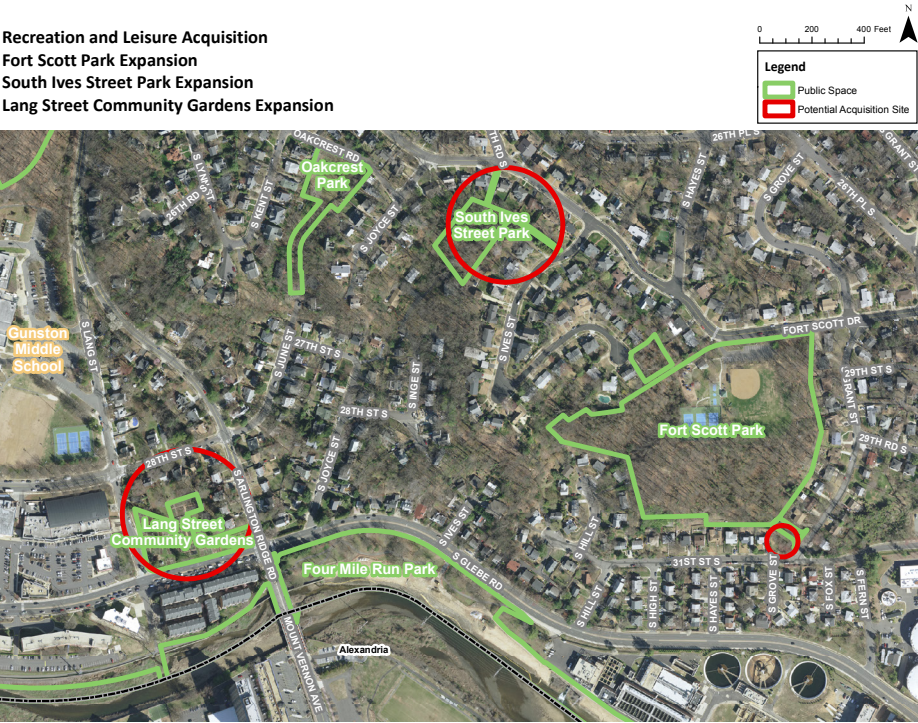 Recreation and Leisure Acquisition
Fort Scott Park Expansion
South Ives Street Park Expansion
Lang Street Community Gardens Expansion
N
0 200 400 Feet
Legend
Public Space
Potential Acquisition Site
OAKCREST RD
TH RD S
26TH PL S
S GRANT ST
S LYNN ST
26TH RD S
S KENT ST
Oakcrest
Park
S JOYCE ST
South Ives
Street Park
S HAYES ST
S GROVE ST
26TH PL S
Gunston
Middle
School
S LANG ST
S JUNE ST
27TH ST S
S INGE ST
S IVES ST
FORT SCOTT DR
29TH ST S
GRANT ST
28TH ST S
Fort Scott Park
29TH RD S
28TH ST S
S JOYCE ST
S ARLINGTON RIDGE RD
Lang Street
Community Gardens
S IVES ST
S HILL ST
Four Mile Run Park
S GLEBE RD
31ST ST S
S HILL ST
S HIGH ST
S HAYES ST
S GROVE ST
S FOX ST
S FERN ST
MOUNT VERNON AVE
Alexandria